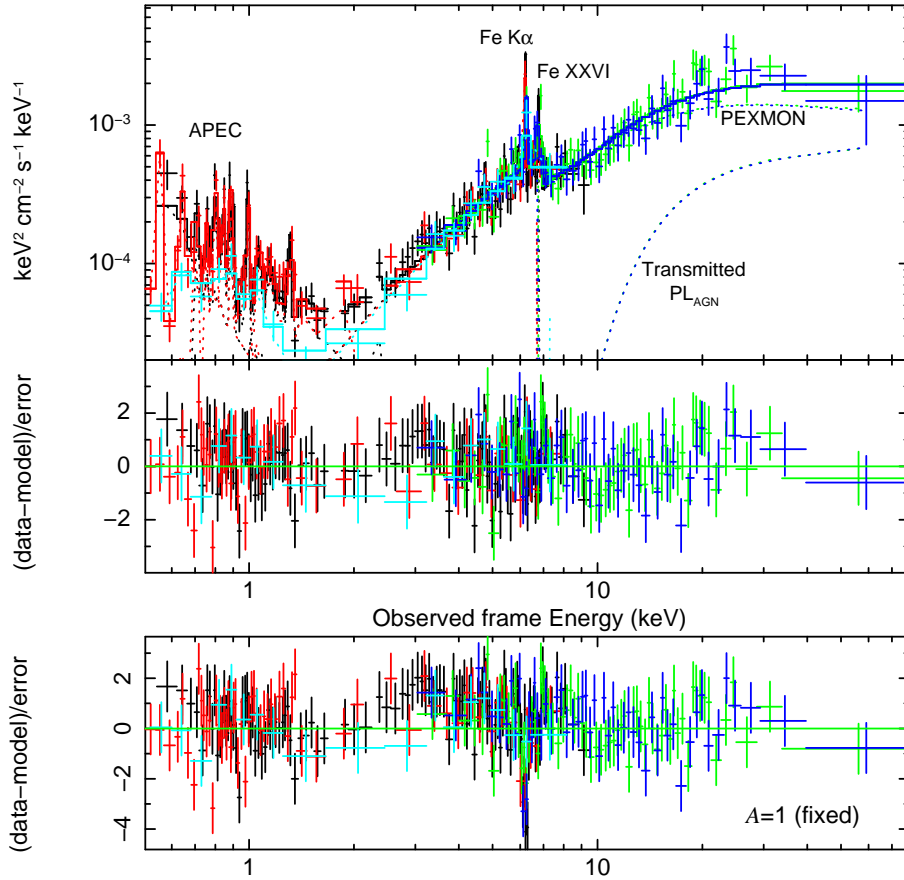 Fe Kα
Fe XXVI
APEC
PEXMON
Transmitted
PL_AGN
keV² cm⁻² s⁻¹ keV⁻¹
10⁻³
10⁻⁴
(data−model)/error
2
0
−2
1
10
Observed frame Energy (keV)
(data−model)/error
2
0
−2
−4
A=1 (fixed)
1
10